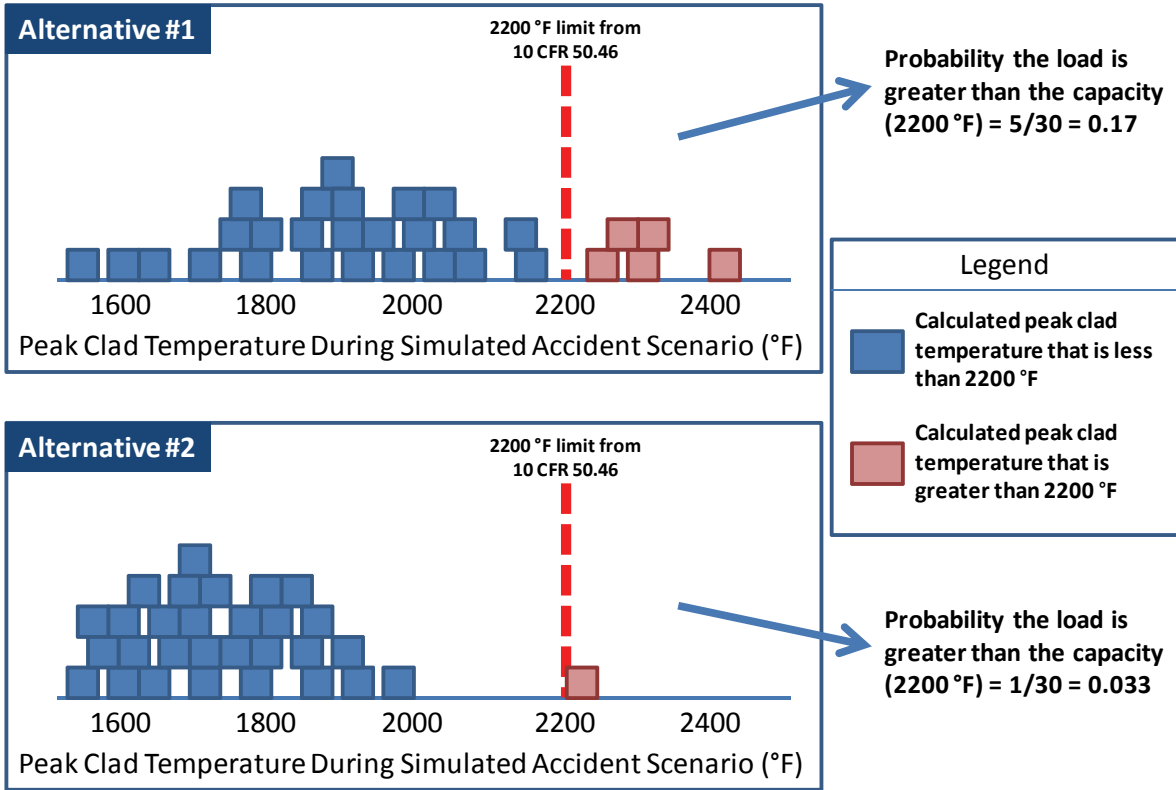 Alternative #1
2200 °F limit from
10 CFR 50.46
1600 1800 2000 2200 2400
Peak Clad Temperature During Simulated Accident Scenario (°F)
Probability the load is
greater than the capacity
(2200 °F) = 5/30 = 0.17
Legend
Calculated peak clad
temperature that is less
than 2200 °F
Calculated peak clad
temperature that is
greater than 2200 °F
Alternative #2
2200 °F limit from
10 CFR 50.46
1600 1800 2000 2200 2400
Peak Clad Temperature During Simulated Accident Scenario (°F)
Probability the load is
greater than the capacity
(2200 °F) = 1/30 = 0.033